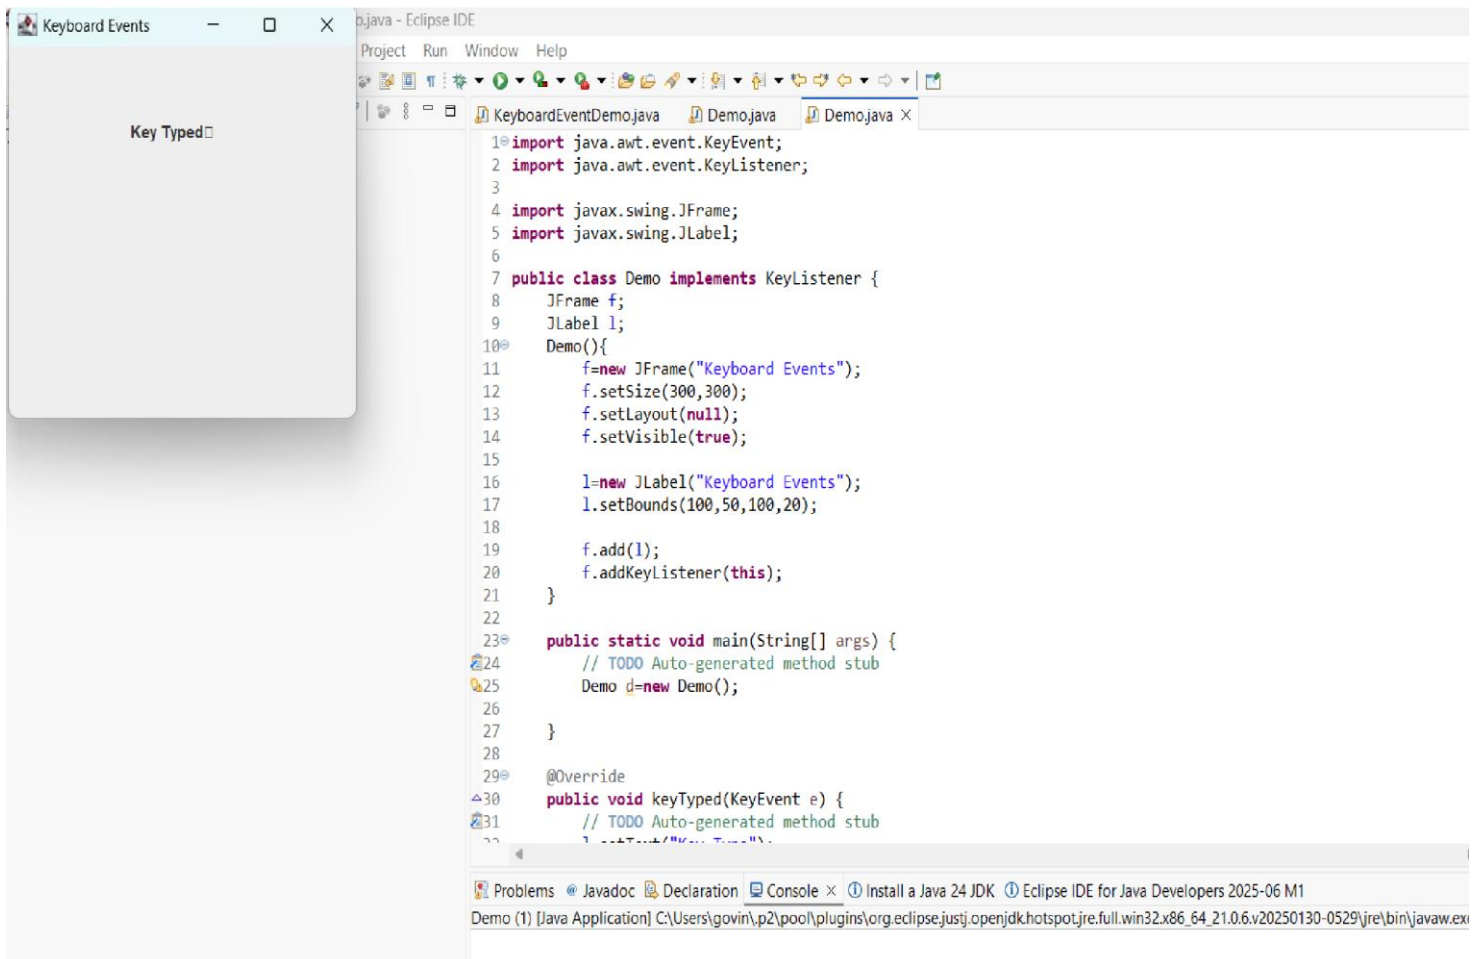 Keyboard Events
Key Typed
o.java - Eclipse IDE
Project Run Window Help
KeyboardEventDemo.java Demo.java Demo.java
1 import java.awt.event.KeyEvent;
2 import java.awt.event.KeyListener;
3
4 import javax.swing.JFrame;
5 import javax.swing.JLabel;
6
7 public class Demo implements KeyListener {
8 JFrame f;
9 JLabel l;
10 Demo(){
11 f=new JFrame("Keyboard Events");
12 f.setSize(300,300);
13 f.setLayout(null);
14 f.setVisible(true);
15
16 l=new JLabel("Keyboard Events");
17 l.setBounds(100,50,100,20);
18
19 f.add(l);
20 f.addKeyListener(this);
21 }
22
23 public static void main(String[] args) {
24 // TODO Auto-generated method stub
25 Demo d=new Demo();
26
27 }
28
29 @Override
30 public void keyTyped(KeyEvent e) {
31 // TODO Auto-generated method stub
Problems Javadoc Declaration Console Install a Java 24 JDK Eclipse IDE for Java Developers 2025-06 M1
Demo (1) [Java Application] C:\Users\govin\.p2\pool\plugins\org.eclipse.justj.openjdk.hotspot.jre.full.win32.x86_64_21.0.6.v20250130-0529\jre\bin\javaw.exe